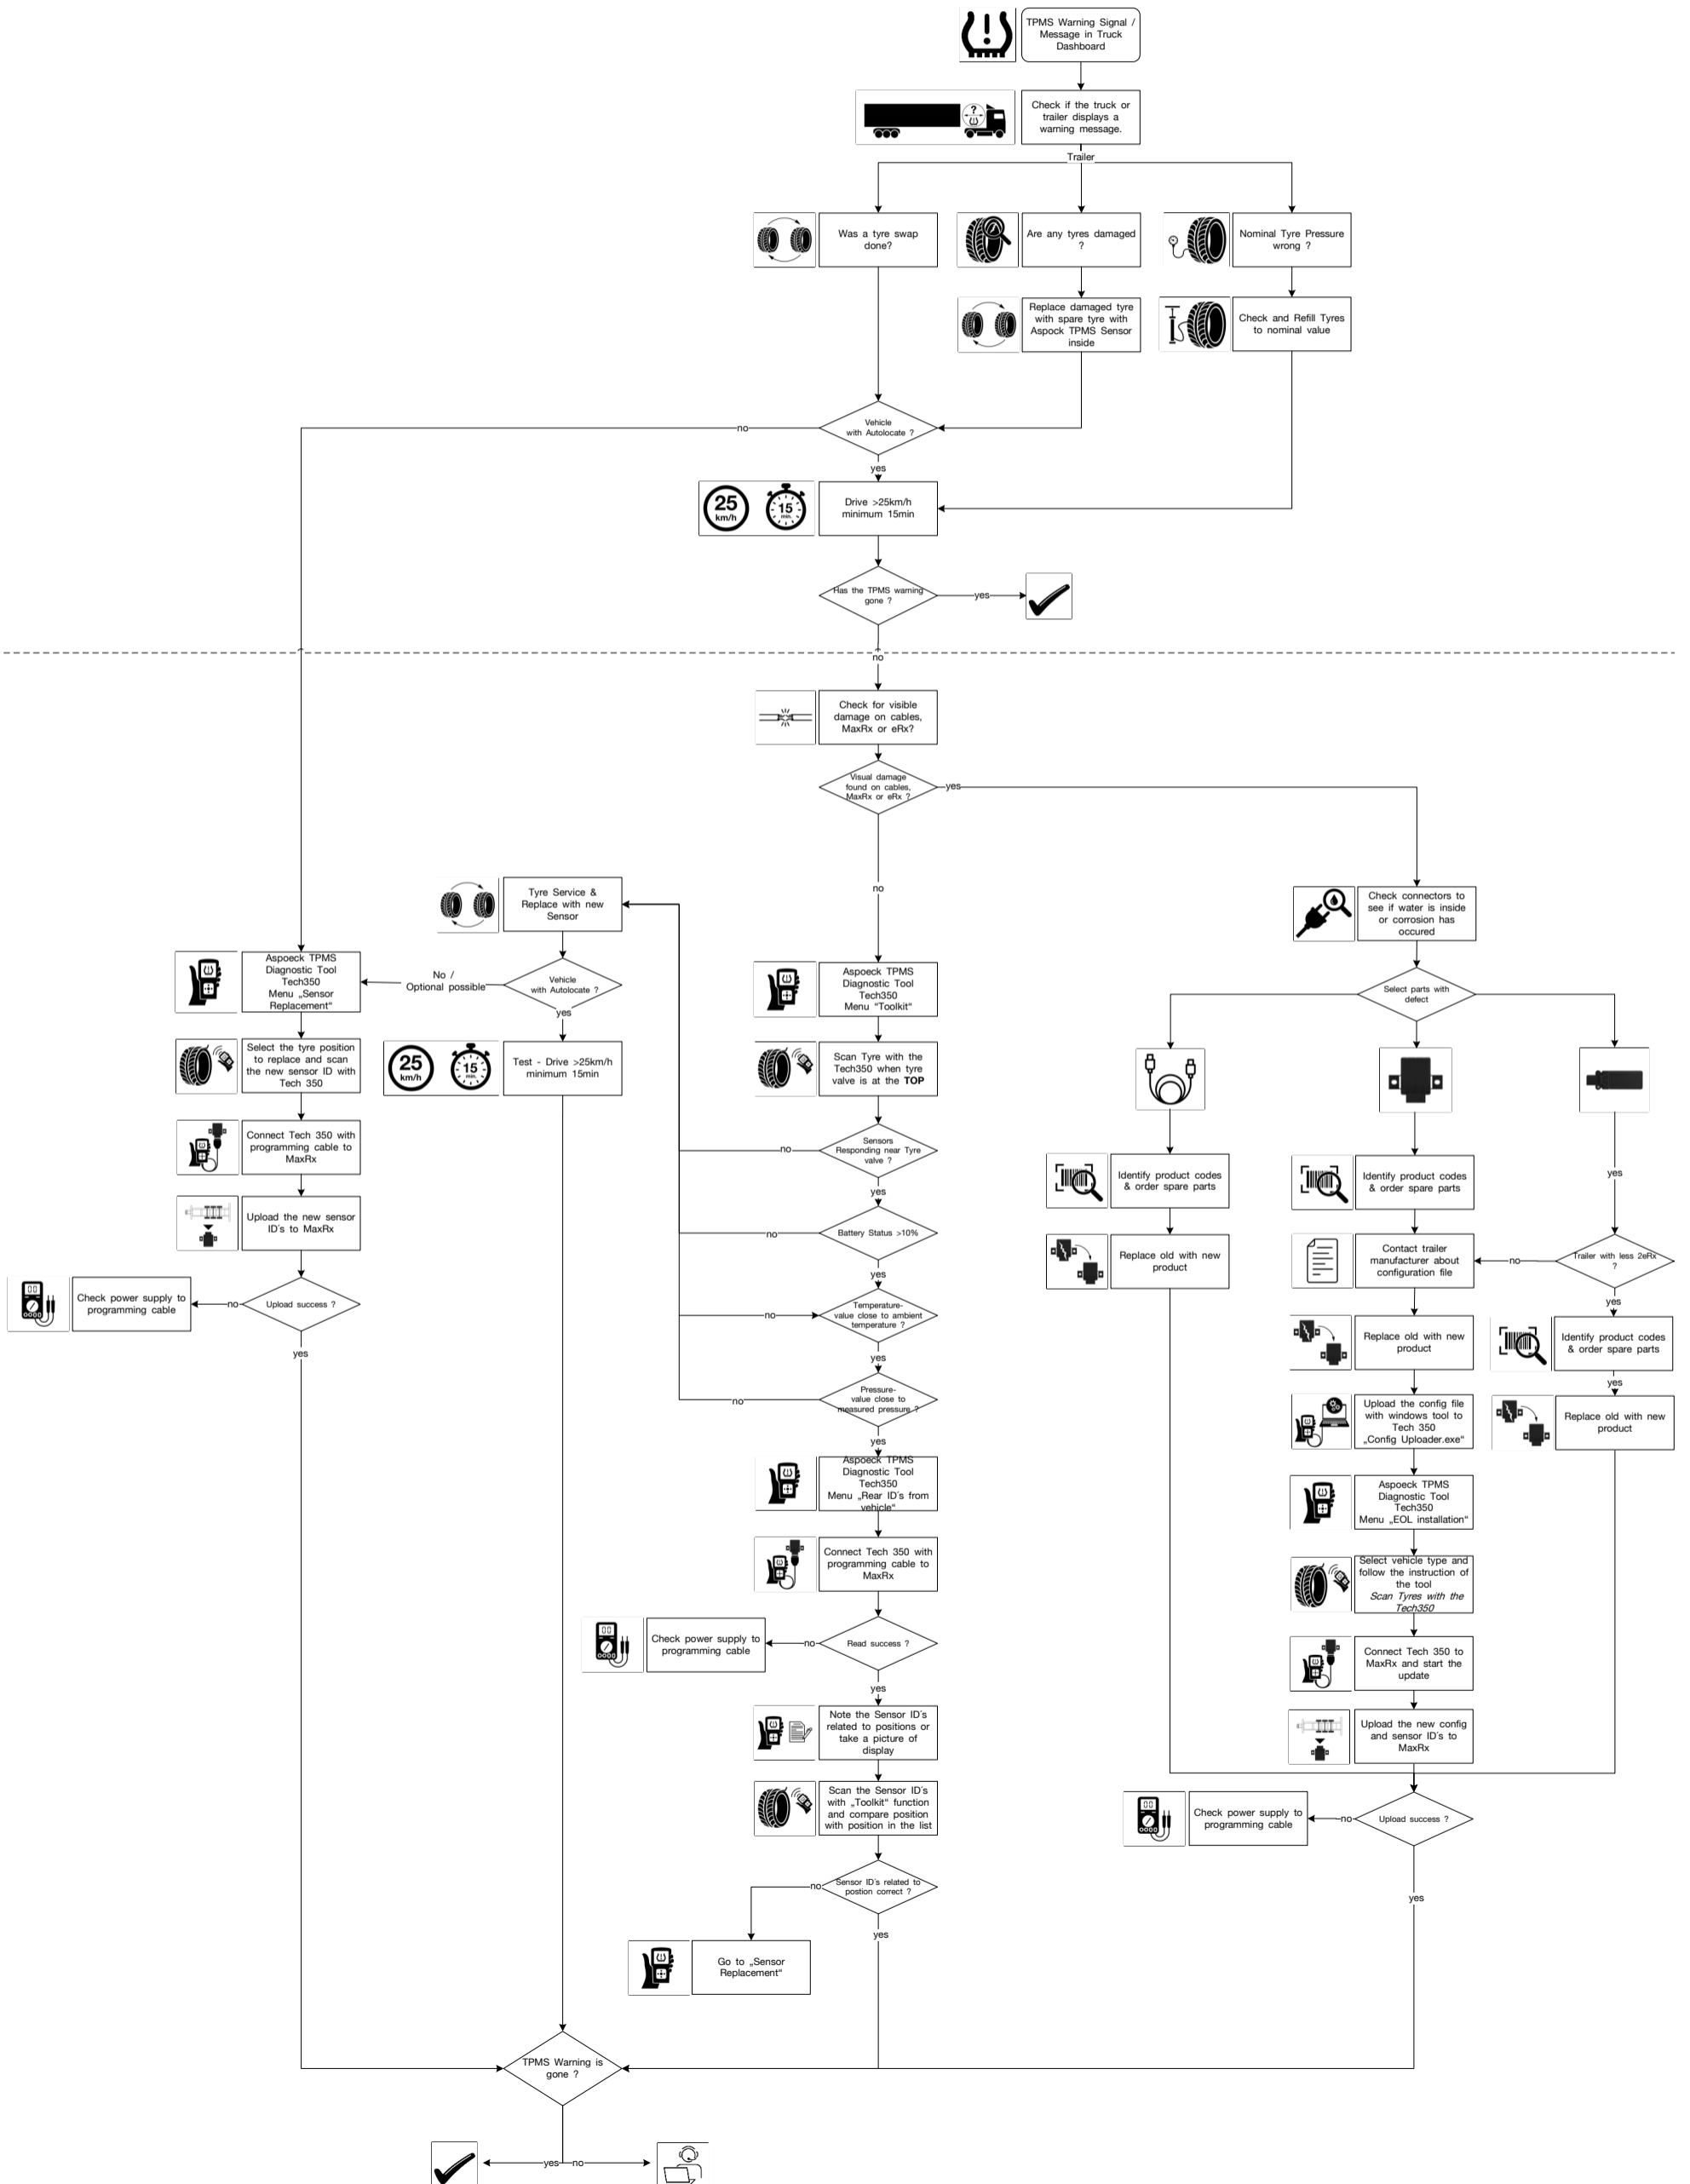 TPMS Warning Signal /
Message in Truck
Dashboard
Check if the truck or
trailer displays a
warning message.
?
Trailer
Was a tyre swap
done?
Are any tyres damaged
?
Nominal Tyre Pressure
wrong ?
Replace damaged tyre
with spare tyre with
Aspock TPMS Sensor
inside
Check and Refill Tyres
to nominal value
Vehicle
with Autolocate ?
no
yes
25
km/h
15
min.
Drive >25km/h
minimum 15min
Has the TPMS warning
gone ?
yes
no
Check for visible
damage on cables,
MaxRx or eRx?
Visual damage
found on cables,
MaxRx or eRx ?
yes
no
Tyre Service &
Replace with new
Sensor
Check connectors to
see if water is inside
or corrosion has
occured
Aspoeck TPMS
Diagnostic Tool
Tech350
Menu „Sensor
Replacement“
No /
Optional possible
Vehicle
with Autolocate ?
yes
Aspoeck TPMS
Diagnostic Tool
Tech350
Menu “Toolkit”
Select parts with
defect
Select the tyre position
to replace and scan
the new sensor ID with
Tech 350
25
km/h
15
min.
Test - Drive >25km/h
minimum 15min
Scan Tyre with the
Tech350 when tyre
valve is at the TOP
Connect Tech 350 with
programming cable to
MaxRx
no
Sensors
Responding near Tyre
valve ?
yes
Identify product codes
& order spare parts
Identify product codes
& order spare parts
yes
Upload the new sensor
ID´s to MaxRx
no
Battery Status >10%
yes
Replace old with new
product
Contact trailer
manufacturer about
configuration file
no
Trailer with less 2eRx
?
yes
00
Check power supply to
programming cable
no
Upload success ?
yes
no
Temperature-
value close to ambient
temperature ?
yes
Replace old with new
product
Identify product codes
& order spare parts
yes
no
Pressure-
value close to
measured pressure ?
yes
Upload the config file
with windows tool to
Tech 350
„Config Uploader.exe“
Replace old with new
product
Aspoeck TPMS
Diagnostic Tool
Tech350
Menu „Rear ID´s from
vehicle“
Aspoeck TPMS
Diagnostic Tool
Tech350
Menu „EOL installation“
Connect Tech 350 with
programming cable to
MaxRx
Select vehicle type and
follow the instruction of
the tool
Scan Tyres with the
Tech350
00
Check power supply to
programming cable
no
Read success ?
yes
Connect Tech 350 to
MaxRx and start the
update
Note the Sensor ID´s
related to positions or
take a picture of
display
Upload the new config
and sensor ID´s to
MaxRx
Scan the Sensor ID´s
with „Toolkit“ function
and compare position
with position in the list
00
Check power supply to
programming cable
no
Upload success ?
yes
no
Sensor ID´s related to
postion correct ?
yes
Go to „Sensor
Replacement“
TPMS Warning is
gone ?
yes
no